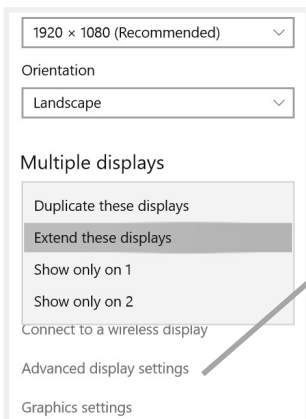 1920 × 1080 (Recommended)
Orientation
Landscape
Multiple displays
Duplicate these displays
Extend these displays
Show only on 1
Show only on 2
Connect to a wireless display
Advanced display settings
Graphics settings